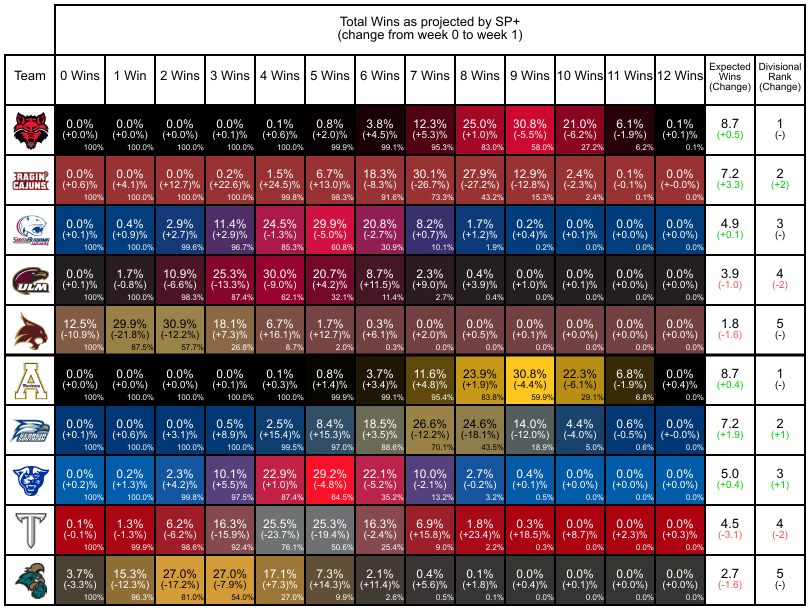 Total Wins as projected by SP+
(change from week 0 to week 1)
Team 0 Wins 1 Win 2 Wins 3 Wins 4 Wins 5 Wins 6 Wins 7 Wins 8 Wins 9 Wins 10 Wins 11 Wins 12 Wins Expected Wins (Change) Divisional Rank (Change)
0.0% 0.0% 0.0% 0.0% 0.1% 0.8% 3.8% 12.3% 25.0% 30.8% 21.0% 6.1% 0.1% 8.7 1
(+0.0%) (+0.0%) (+0.0%) (+0.1%) (+0.6%) (+2.0%) (+4.5%) (+5.3%) (+1.0%) (-5.5%) (-6.2%) (-1.9%) (+0.1%) (+0.5) (-)
100% 100.0% 100.0% 100.0% 100.0% 99.9% 99.1% 95.3% 83.0% 58.0% 27.2% 6.2% 0.1%
RAGIN' CAJUNS
0.0% 0.0% 0.0% 0.2% 1.5% 6.7% 18.3% 30.1% 27.9% 12.9% 2.4% 0.1% 0.0% 7.2 2
(+0.6)% (+4.1)% (+12.7)% (+22.6)% (+24.5)% (+13.0)% (-8.3)% (-26.7)% (-27.2)% (-12.8)% (-2.3)% (-0.1)% (+-0.0)% (+3.3) (+2)
100% 100.0% 100.0% 100.0% 99.8% 98.3% 91.6% 73.3% 43.2% 15.3% 2.4% 0.1% 0.0%
SOUTH ALABAMA
JAGUARS
0.0% 0.4% 2.9% 11.4% 24.5% 29.9% 20.8% 8.2% 1.7% 0.2% 0.0% 0.0% 0.0% 4.9 3
(+0.1)% (+0.9)% (+2.7)% (+2.9)% (-1.3)% (-5.0)% (-2.7)% (+0.7)% (+1.2)% (+0.4)% (+0.1)% (+0.0)% (+0.0)% (+0.1) (-)
100% 100.0% 99.6% 96.7% 85.3% 60.8% 30.9% 10.1% 1.9% 0.2% 0.0% 0.0% 0.0%
ULM
0.0% 1.7% 10.9% 25.3% 30.0% 20.7% 8.7% 2.3% 0.4% 0.0% 0.0% 0.0% 0.0% 3.9 4
(+0.1)% (-0.8)% (-6.6)% (-13.3)% (-9.0)% (+4.2)% (+11.5)% (+9.0)% (+3.9)% (+1.0)% (+0.1)% (+0.0)% (+0.0)% (-1.0) (-2)
100% 100.0% 98.3% 87.4% 62.1% 32.1% 11.4% 2.7% 0.4% 0.0% 0.0% 0.0% 0.0%
12.5% 29.9% 30.9% 18.1% 6.7% 1.7% 0.3% 0.0% 0.0% 0.0% 0.0% 0.0% 0.0% 1.8 5
(-10.9)% (-21.8)% (-12.2)% (+7.3)% (+16.1)% (+12.7)% (+6.1)% (+2.0)% (+0.5)% (+0.1)% (+0.0)% (+0.0)% (+0.0)% (-1.6) (-)
100% 87.5% 57.7% 26.8% 8.7% 2.0% 0.3% 0.0% 0.0% 0.0% 0.0% 0.0% 0.0%
A
0.0% 0.0% 0.0% 0.0% 0.1% 0.8% 3.7% 11.6% 23.9% 30.8% 22.3% 6.8% 0.0% 8.7 1
(+0.0)% (+0.0)% (+0.0)% (+0.1)% (+0.3)% (+1.4)% (+3.4)% (+4.8)% (+1.9)% (-4.4)% (-6.1)% (-1.9)% (+0.4)% (+0.4) (-)
100% 100.0% 100.0% 100.0% 100.0% 99.9% 99.1% 95.4% 83.8% 59.9% 29.1% 6.8% 0.0%
0.0% 0.0% 0.0% 0.5% 2.5% 8.4% 18.5% 26.6% 24.6% 14.0% 4.4% 0.6% 0.0% 7.2 2
(+0.1)% (+0.6)% (+3.1)% (+8.9)% (+15.4)% (+15.3)% (+3.5)% (-12.2)% (-18.1)% (-12.0)% (-4.0)% (-0.5)% (+-0.0)% (+1.9) (+1)
100% 100.0% 100.0% 100.0% 99.5% 97.0% 88.6% 70.1% 43.5% 18.9% 5.0% 0.6% 0.0%
0.0% 0.2% 2.3% 10.1% 22.9% 29.2% 22.1% 10.0% 2.7% 0.4% 0.0% 0.0% 0.0% 5.0 3
(+0.2)% (+1.3)% (+4.2)% (+5.5)% (+1.0)% (-4.8)% (-5.2)% (-2.1)% (-0.2)% (+0.1)% (+0.0)% (+0.0)% (+0.0)% (+0.4) (+1)
100% 100.0% 99.8% 97.5% 87.4% 64.5% 35.2% 13.2% 3.2% 0.5% 0.0% 0.0% 0.0%
T
0.1% 1.3% 6.2% 16.3% 25.5% 25.3% 16.3% 6.9% 1.8% 0.3% 0.0% 0.0% 0.0% 4.5 4
(-0.1)% (-1.3)% (-6.2)% (-15.9)% (-23.7)% (-19.4)% (-2.4)% (+15.8)% (+23.4)% (+18.5)% (+8.7)% (+2.3)% (+0.3)% (-3.1) (-2)
100% 99.9% 98.6% 92.4% 76.1% 50.6% 25.4% 9.0% 2.2% 0.3% 0.0% 0.0% 0.0%
3.7% 15.3% 27.0% 27.0% 17.1% 7.3% 2.1% 0.4% 0.1% 0.0% 0.0% 0.0% 0.0% 2.7 5
(-3.3)% (-12.3)% (-17.2)% (-7.9)% (+7.3)% (+14.3)% (+11.4)% (+5.6)% (+1.8)% (+0.4)% (+0.1)% (+0.0)% (+0.0)% (-1.6) (-)
100% 96.3% 81.0% 54.0% 27.0% 9.9% 2.6% 0.5% 0.1% 0.0% 0.0% 0.0% 0.0%